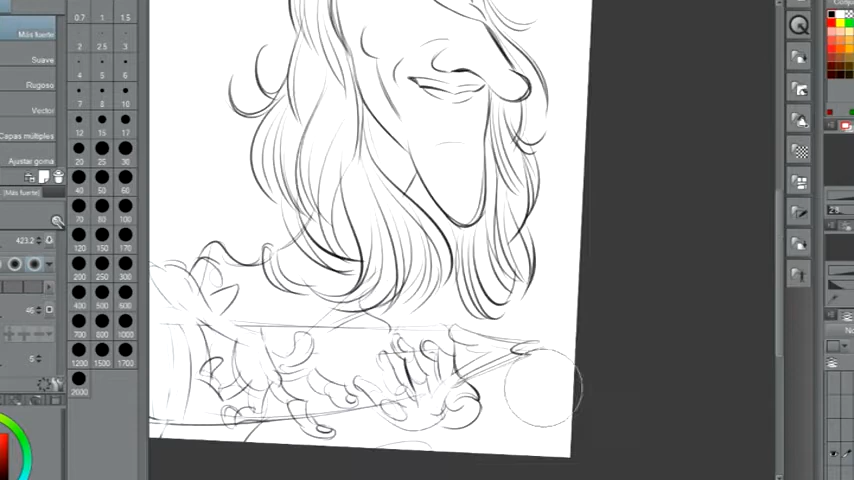 0.7 1 1.5
Más fuerte
2 2.5 3
Suave
4 5 6
Rugoso
7 8 10
Vector
12 15 17
Capas múltiples
20 25 30
Ajustar goma
40 50 60
Más fuerte
70 80 100
120 150 170
423.2
200 250 300
400 500 600
700 800 1000
1200 1500 1700
2000